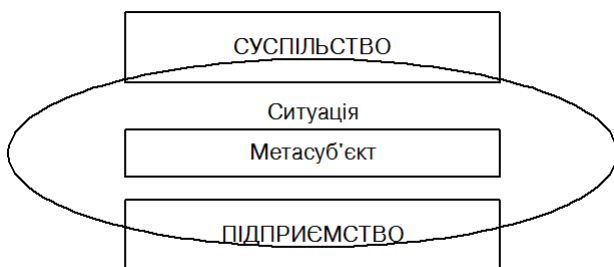 СУСПІЛЬСТВО
Ситуація
Метасуб'єкт
ПІДПРИЄМСТВО